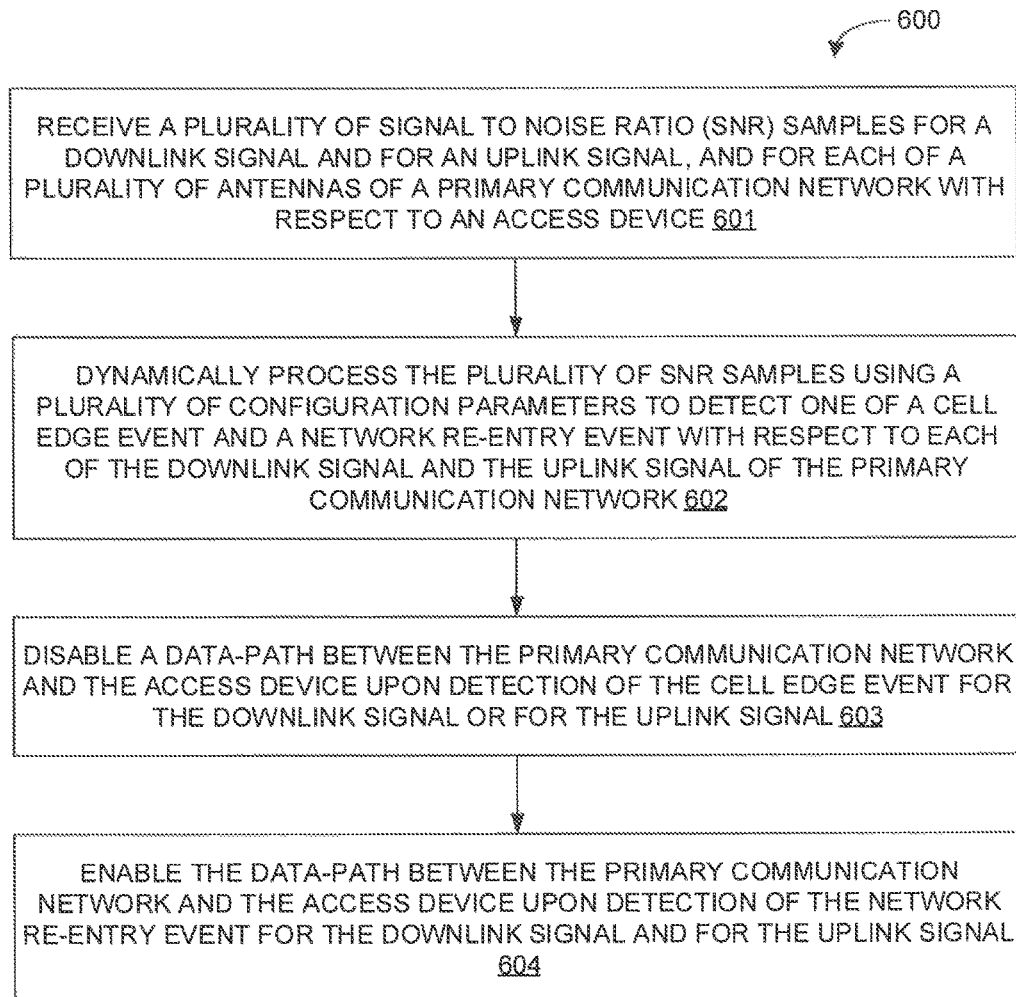 600
RECEIVE A PLURALITY OF SIGNAL TO NOISE RATIO (SNR) SAMPLES FOR A
DOWNLINK SIGNAL AND FOR AN UPLINK SIGNAL, AND FOR EACH OF A
PLURALITY OF ANTENNAS OF A PRIMARY COMMUNICATION NETWORK WITH
RESPECT TO AN ACCESS DEVICE 601
DYNAMICALLY PROCESS THE PLURALITY OF SNR SAMPLES USING A
PLURALITY OF CONFIGURATION PARAMETERS TO DETECT ONE OF A CELL
EDGE EVENT AND A NETWORK RE-ENTRY EVENT WITH RESPECT TO EACH
OF THE DOWNLINK SIGNAL AND THE UPLINK SIGNAL OF THE PRIMARY
COMMUNICATION NETWORK 602
DISABLE A DATA-PATH BETWEEN THE PRIMARY COMMUNICATION NETWORK
AND THE ACCESS DEVICE UPON DETECTION OF THE CELL EDGE EVENT FOR
THE DOWNLINK SIGNAL OR FOR THE UPLINK SIGNAL 603
ENABLE THE DATA-PATH BETWEEN THE PRIMARY COMMUNICATION
NETWORK AND THE ACCESS DEVICE UPON DETECTION OF THE NETWORK
RE-ENTRY EVENT FOR THE DOWNLINK SIGNAL AND FOR THE UPLINK SIGNAL
604